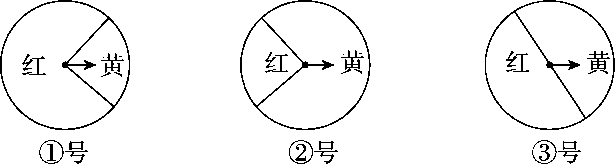 红 黄 红 黄 红 黄
①号 ②号 ③号